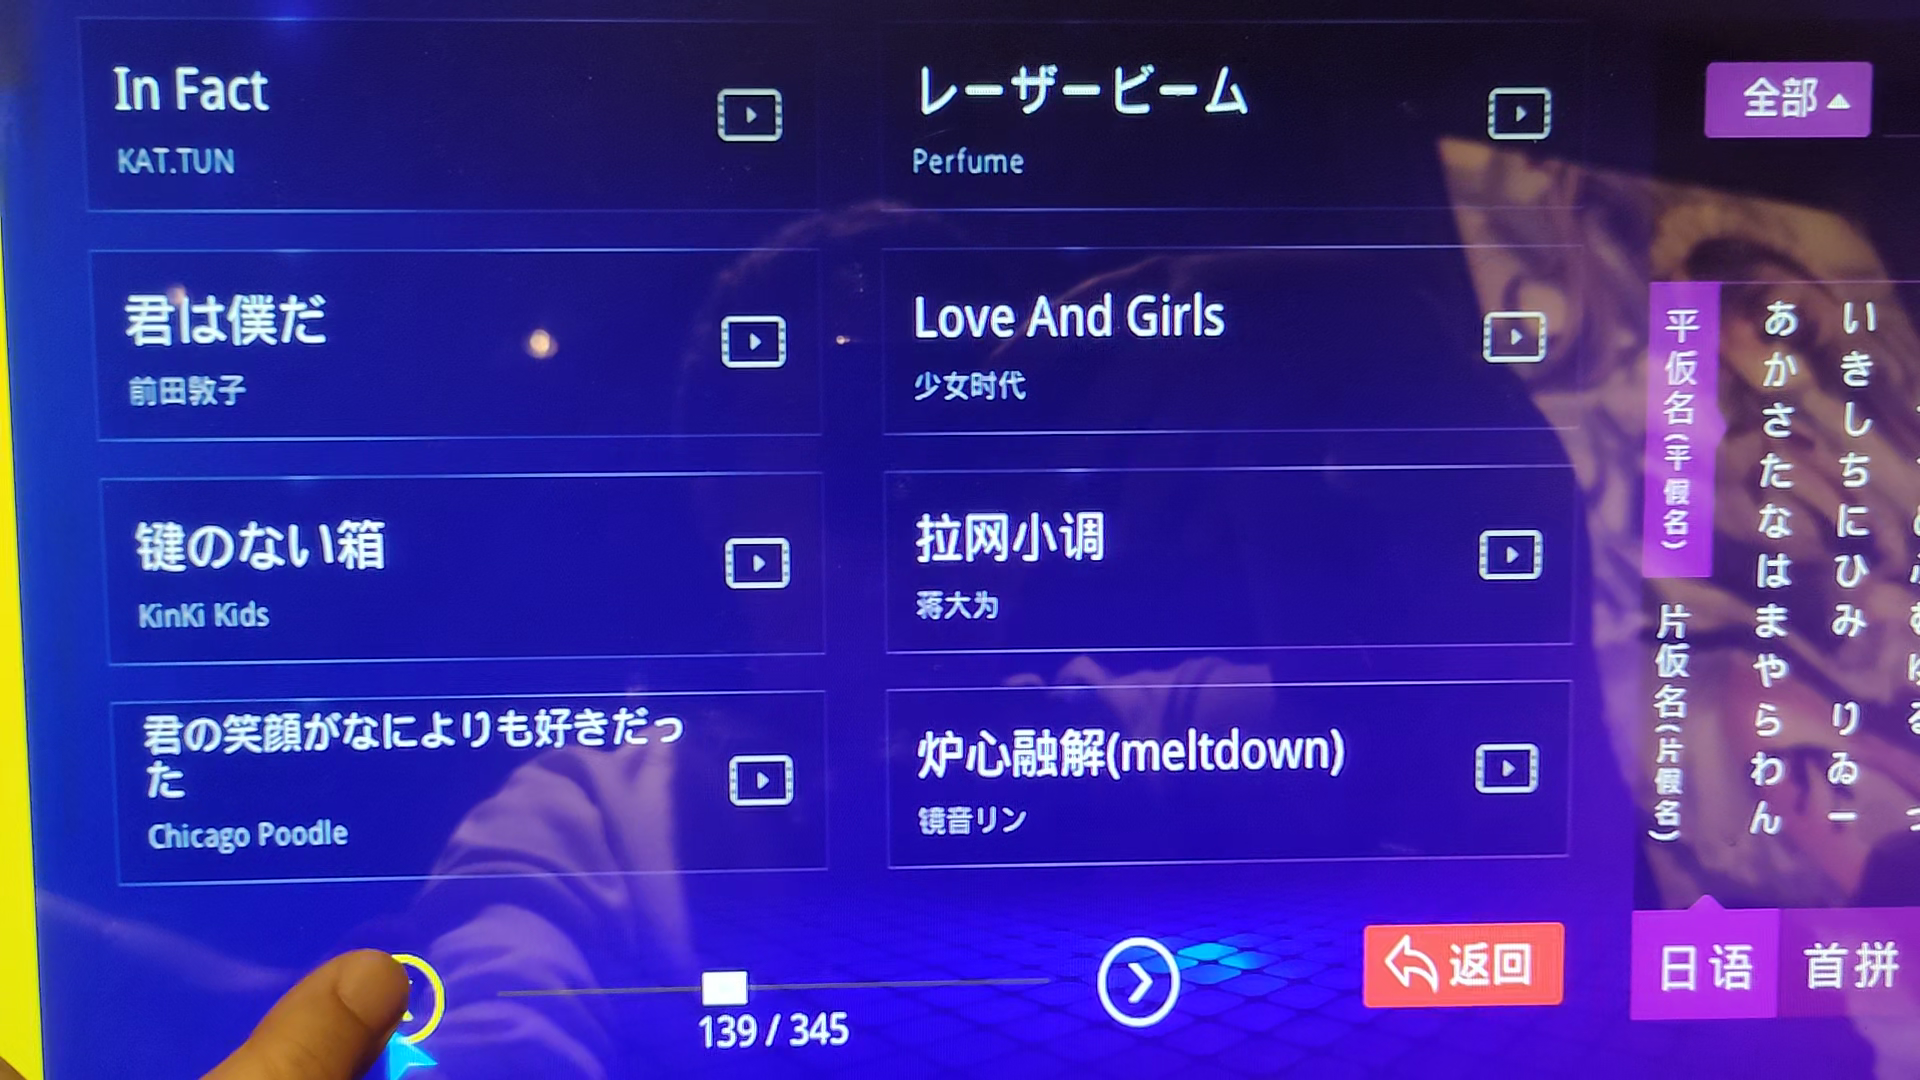 In Fact
KAT.TUN
レーザービーム
Perfume
君は僕だ
前田敦子
Love And Girls
少女时代
键のない箱
KinKi Kids
拉网小调
蒋大为
君の笑顔がなによりも好きだっ
た
Chicago Poodle
炉心融解(meltdown)
镜音リン
139 / 345
返回
全部
平仮名(平假名)
片仮名(片假名)
あかさたなはまやらわん
いきしちにひみ りゐー
日语
首拼